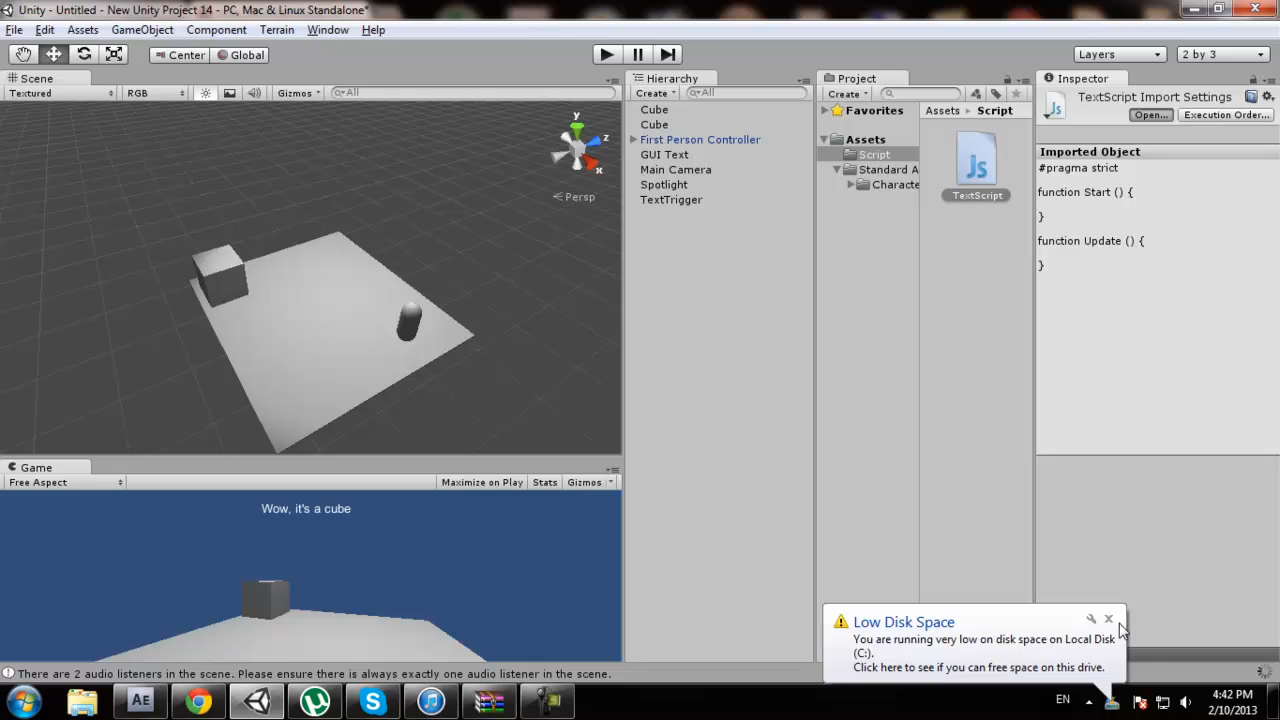 Unity - Untitled - New Unity Project 14 - PC, Mac & Linux Standalone*
File Edit Assets GameObject Component Terrain Window Help
Center Global
Layers
2 by 3
Scene
Textured RGB Gizmos All
Hierarchy
Create All
Cube
Cube
First Person Controller
GUI Text
Main Camera
Spotlight
TextTrigger
Project
Create
Favorites
Assets
Script
Standard A
Characte
Assets Script
Js
TextScript
Inspector
TextScript Import Settings
Js
Open... Execution Order...
Imported Object
#pragma strict
function Start () {
}
function Update () {
}
y
z
x
Persp
Game
Free Aspect Maximize on Play Stats Gizmos
Wow, it's a cube
Low Disk Space
You are running very low on disk space on Local Disk
(C:).
Click here to see if you can free space on this drive.
There are 2 audio listeners in the scene. Please ensure there is always exactly one audio listener in the scene.
AE
EN
4:42 PM
2/10/2013